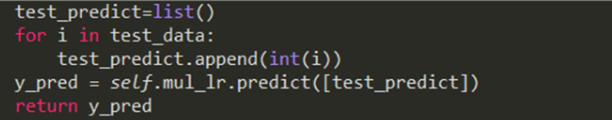 test_predict=list()
for i in test_data:
    test_predict.append(int(i))
y_pred = self.mul_lr.predict([test_predict])
return y_pred